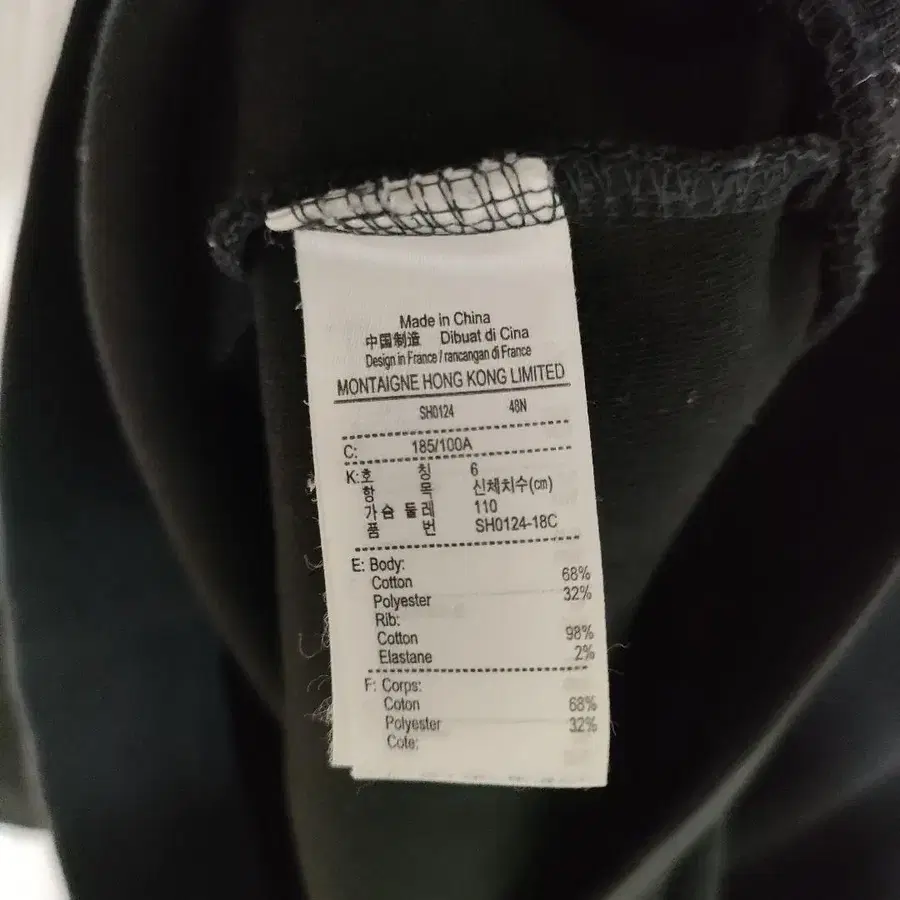 Made in China
中国制造 Dibuat di Cina
Design in France / rancangan di France
MONTAIGNE HONG KONG LIMITED
SH0124 48N
C: 185/100A
K:호 칭 6
항 목 신체치수(cm)
가슴 둘레 110
품 번 SH0124-18C
E: Body:
Cotton 68%
Polyester 32%
Rib:
Cotton 98%
Elastane 2%
F: Corps:
Coton 68%
Polyester 32%
Cote: